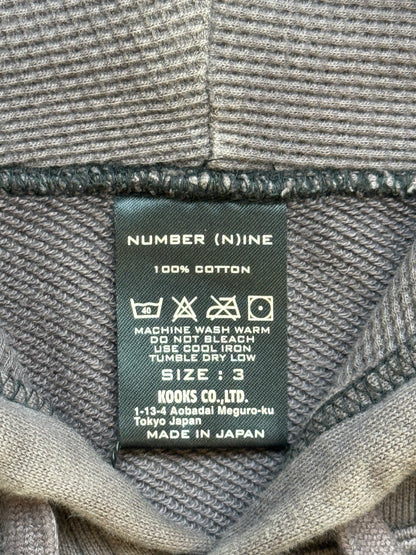 NUMBER (N)INE
100% COTTON
40
MACHINE WASH WARM
DO NOT BLEACH
USE COOL IRON
TUMBLE DRY LOW
SIZE : 3
KOOKS CO.,LTD.
1-13-4 Aobadai Meguro-ku
Tokyo Japan
MADE IN JAPAN